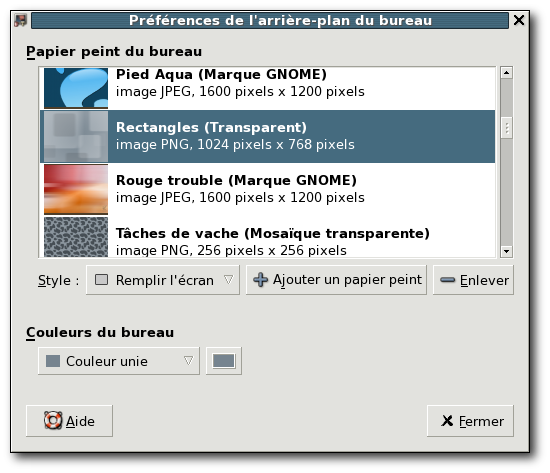 Préférences de l'arrière-plan du bureau
Papier peint du bureau
Pied Aqua (Marque GNOME)
image JPEG, 1600 pixels x 1200 pixels
Rectangles (Transparent)
image PNG, 1024 pixels x 768 pixels
Rouge trouble (Marque GNOME)
image JPEG, 1600 pixels x 1200 pixels
Tâches de vache (Mosaïque transparente)
image PNG, 256 pixels x 256 pixels
Style : Remplir l'écran Ajouter un papier peint Enlever
Couleurs du bureau
Couleur unie
Aide Fermer